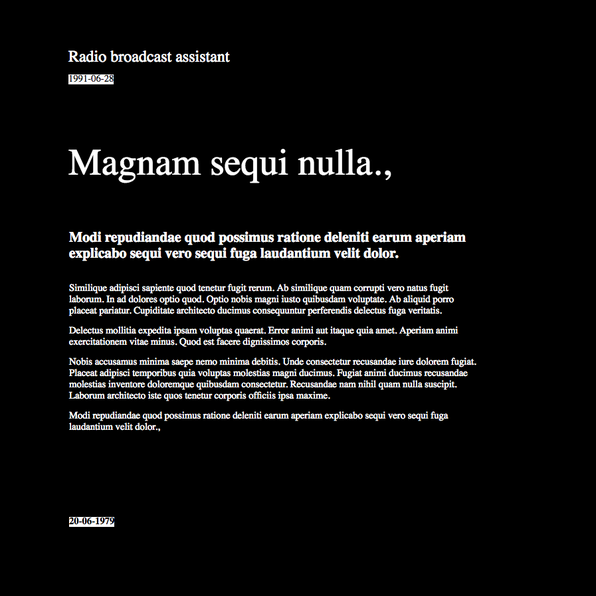 Radio broadcast assistant
1991-06-28
Magnam sequi nulla.,
Modi repudiandae quod possimus ratione deleniti earum aperiam
explicabo sequi vero sequi fuga laudantium velit dolor.
Similique adipisci sapiente quod tenetur fugit rerum. Ab similique quam corrupti vero natus fugit
laborum. In ad dolores optio quod. Optio nobis magni iusto quibusdam voluptate. Ab aliquid porro
placeat pariatur. Cupiditate architecto ducimus consequuntur perferendis delectus fuga veritatis.
Delectus mollitia expedita ipsam voluptas quaerat. Error animi aut itaque quia amet. Aperiam animi
exercitationem vitae minus. Quod est facere dignissimos corporis.
Nobis accusamus minima saepe nemo minima debitis. Unde consectetur recusandae iure dolorem fugiat.
Placeat adipisci temporibus quia voluptas molestias magni ducimus. Fugiat animi ducimus recusandae
molestias inventore doloremque quibusdam consectetur. Recusandae nam nihil quam nulla suscipit.
Laborum architecto iste quos tenetur corporis officiis ipsa maxime.
Modi repudiandae quod possimus ratione deleniti earum aperiam explicabo sequi vero sequi fuga
laudantium velit dolor.,
20-06-1979